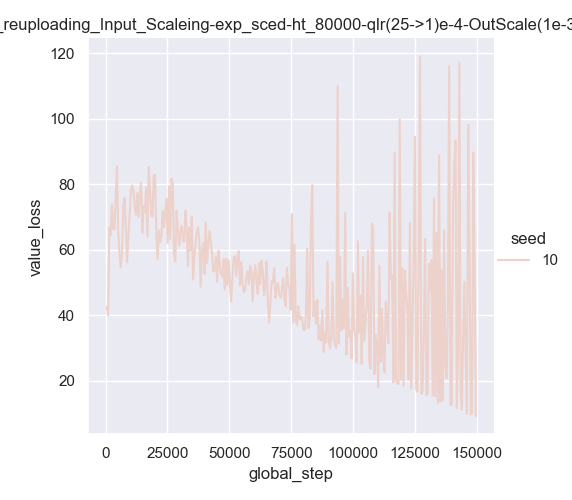 _reuploading_Input_Scaleing-exp_sced-ht_80000-qlr(25->1)e-4-OutScale(1e-3
120
100
80
60
40
20
value_loss
0 25000 50000 75000 100000 125000 150000
global_step
seed
10